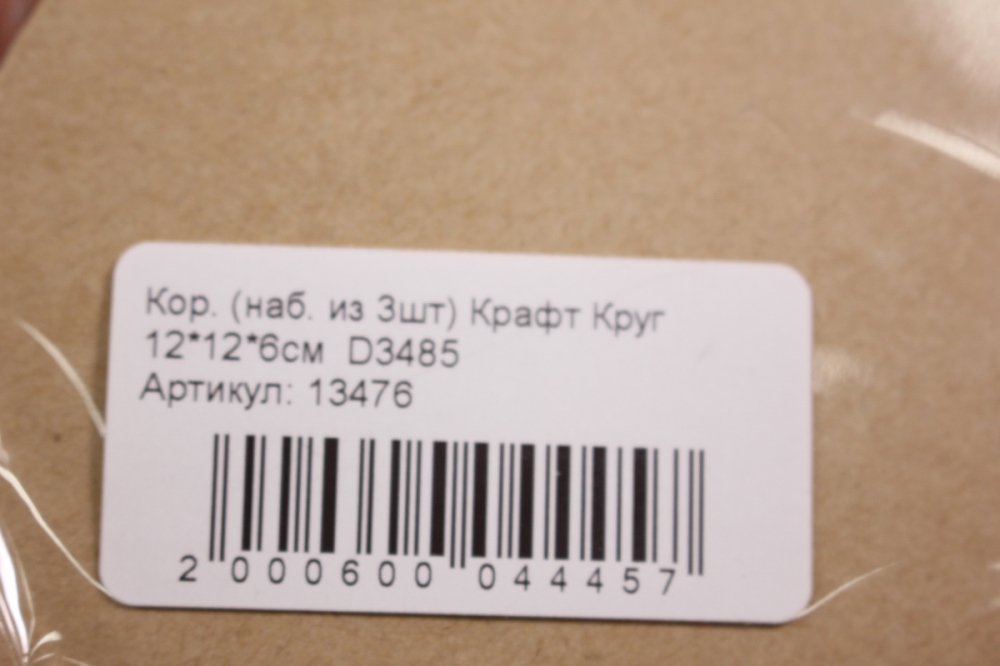 Кор. (наб. из 3шт) Крафт Круг
12*12*6см D3485
Артикул: 13476
2 000600 044457